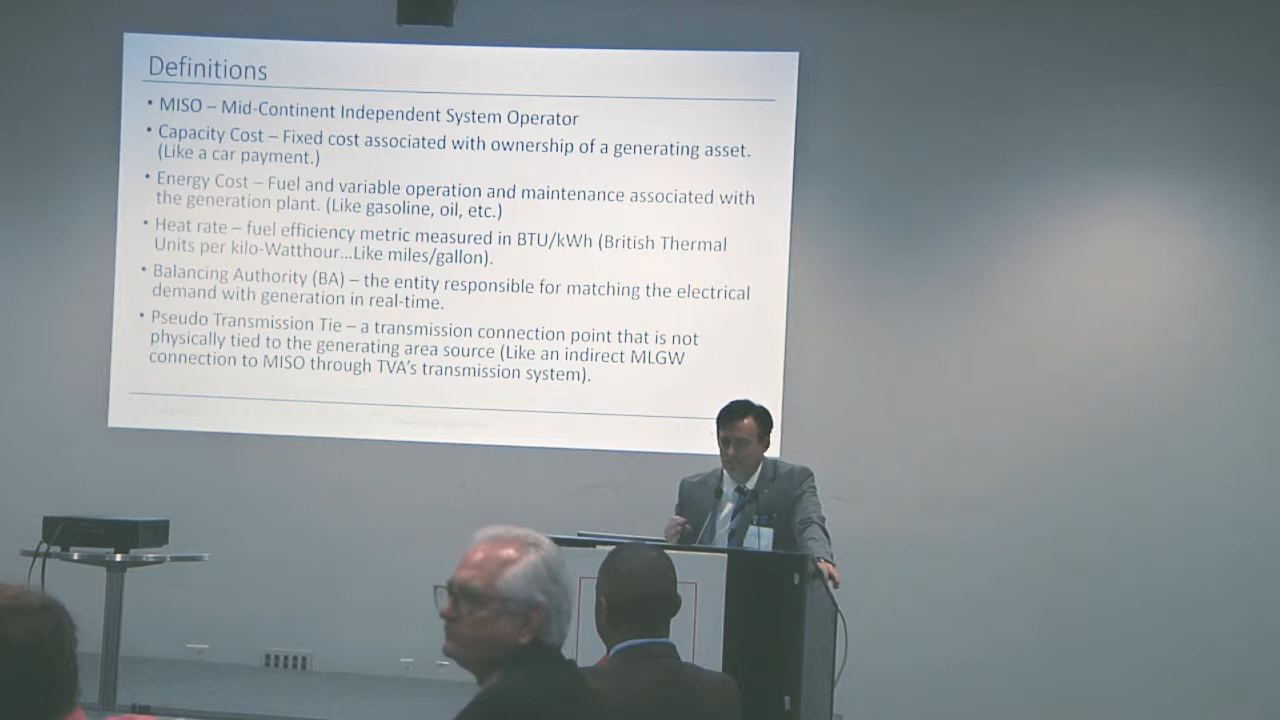 Definitions
• MISO – Mid-Continent Independent System Operator
• Capacity Cost – Fixed cost associated with ownership of a generating asset.
(Like a car payment.)
• Energy Cost – Fuel and variable operation and maintenance associated with
the generation plant. (Like gasoline, oil, etc.)
• Heat rate – fuel efficiency metric measured in BTU/kWh (British Thermal
Units per kilo-Watthour...Like miles/gallon).
• Balancing Authority (BA) – the entity responsible for matching the electrical
demand with generation in real-time.
• Pseudo Transmission Tie – a transmission connection point that is not
physically tied to the generating area source (Like an indirect MLGW
connection to MISO through TVA's transmission system).